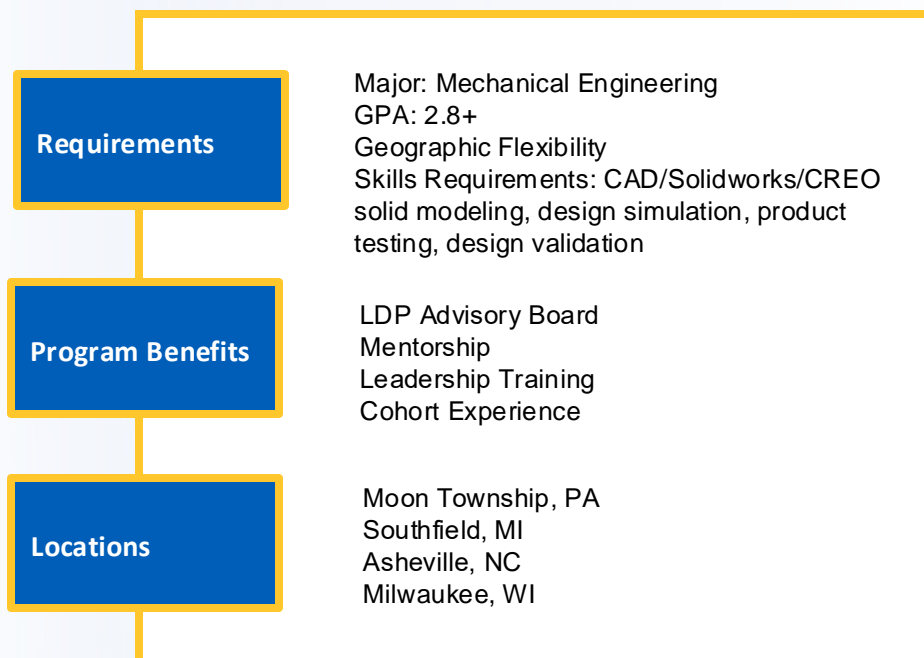 Requirements
Major: Mechanical Engineering
GPA: 2.8+
Geographic Flexibility
Skills Requirements: CAD/Solidworks/CREO
solid modeling, design simulation, product
testing, design validation
Program Benefits
LDP Advisory Board
Mentorship
Leadership Training
Cohort Experience
Locations
Moon Township, PA
Southfield, MI
Asheville, NC
Milwaukee, WI